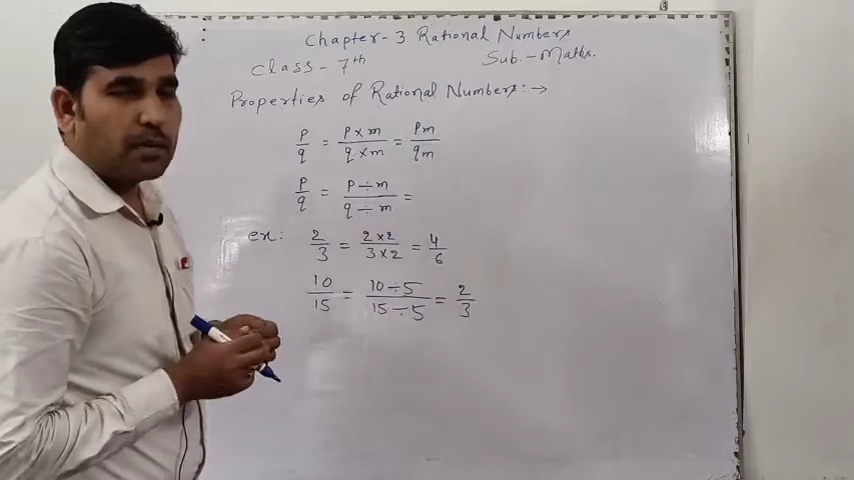 Chapter-3 Rational Numbers
Class-7th Sub.-Maths.
Properties of Rational Numbers:→
p/q = p×m/q×m = pm/qm
p/q = p÷m/q÷m =
ex: 2/3 = 2×2/3×2 = 4/6
10/15 = 10÷5/15÷5 = 2/3